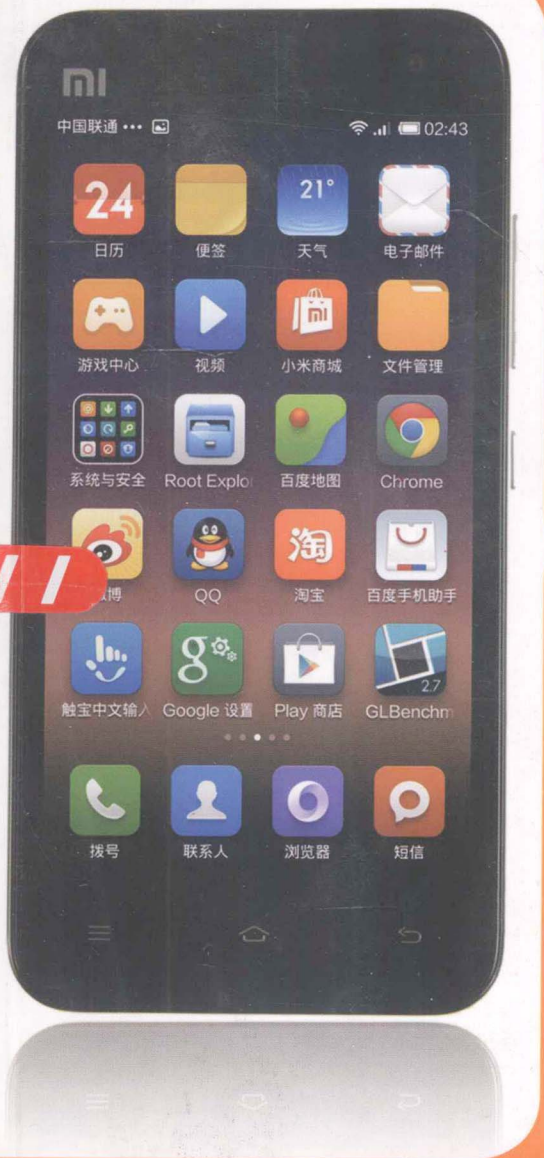 mi
中国联通 ••• 02:43
24 21°
日历 便签 天气 电子邮件
mi
游戏中心 视频 小米商城 文件管理
系统与安全 Root Explo 百度地图 Chrome
淘
博 QQ 淘宝 百度手机助手
g 2.7
触宝中文输入 Google 设置 Play 商店 GLBenchm
拨号 联系人 浏览器 短信